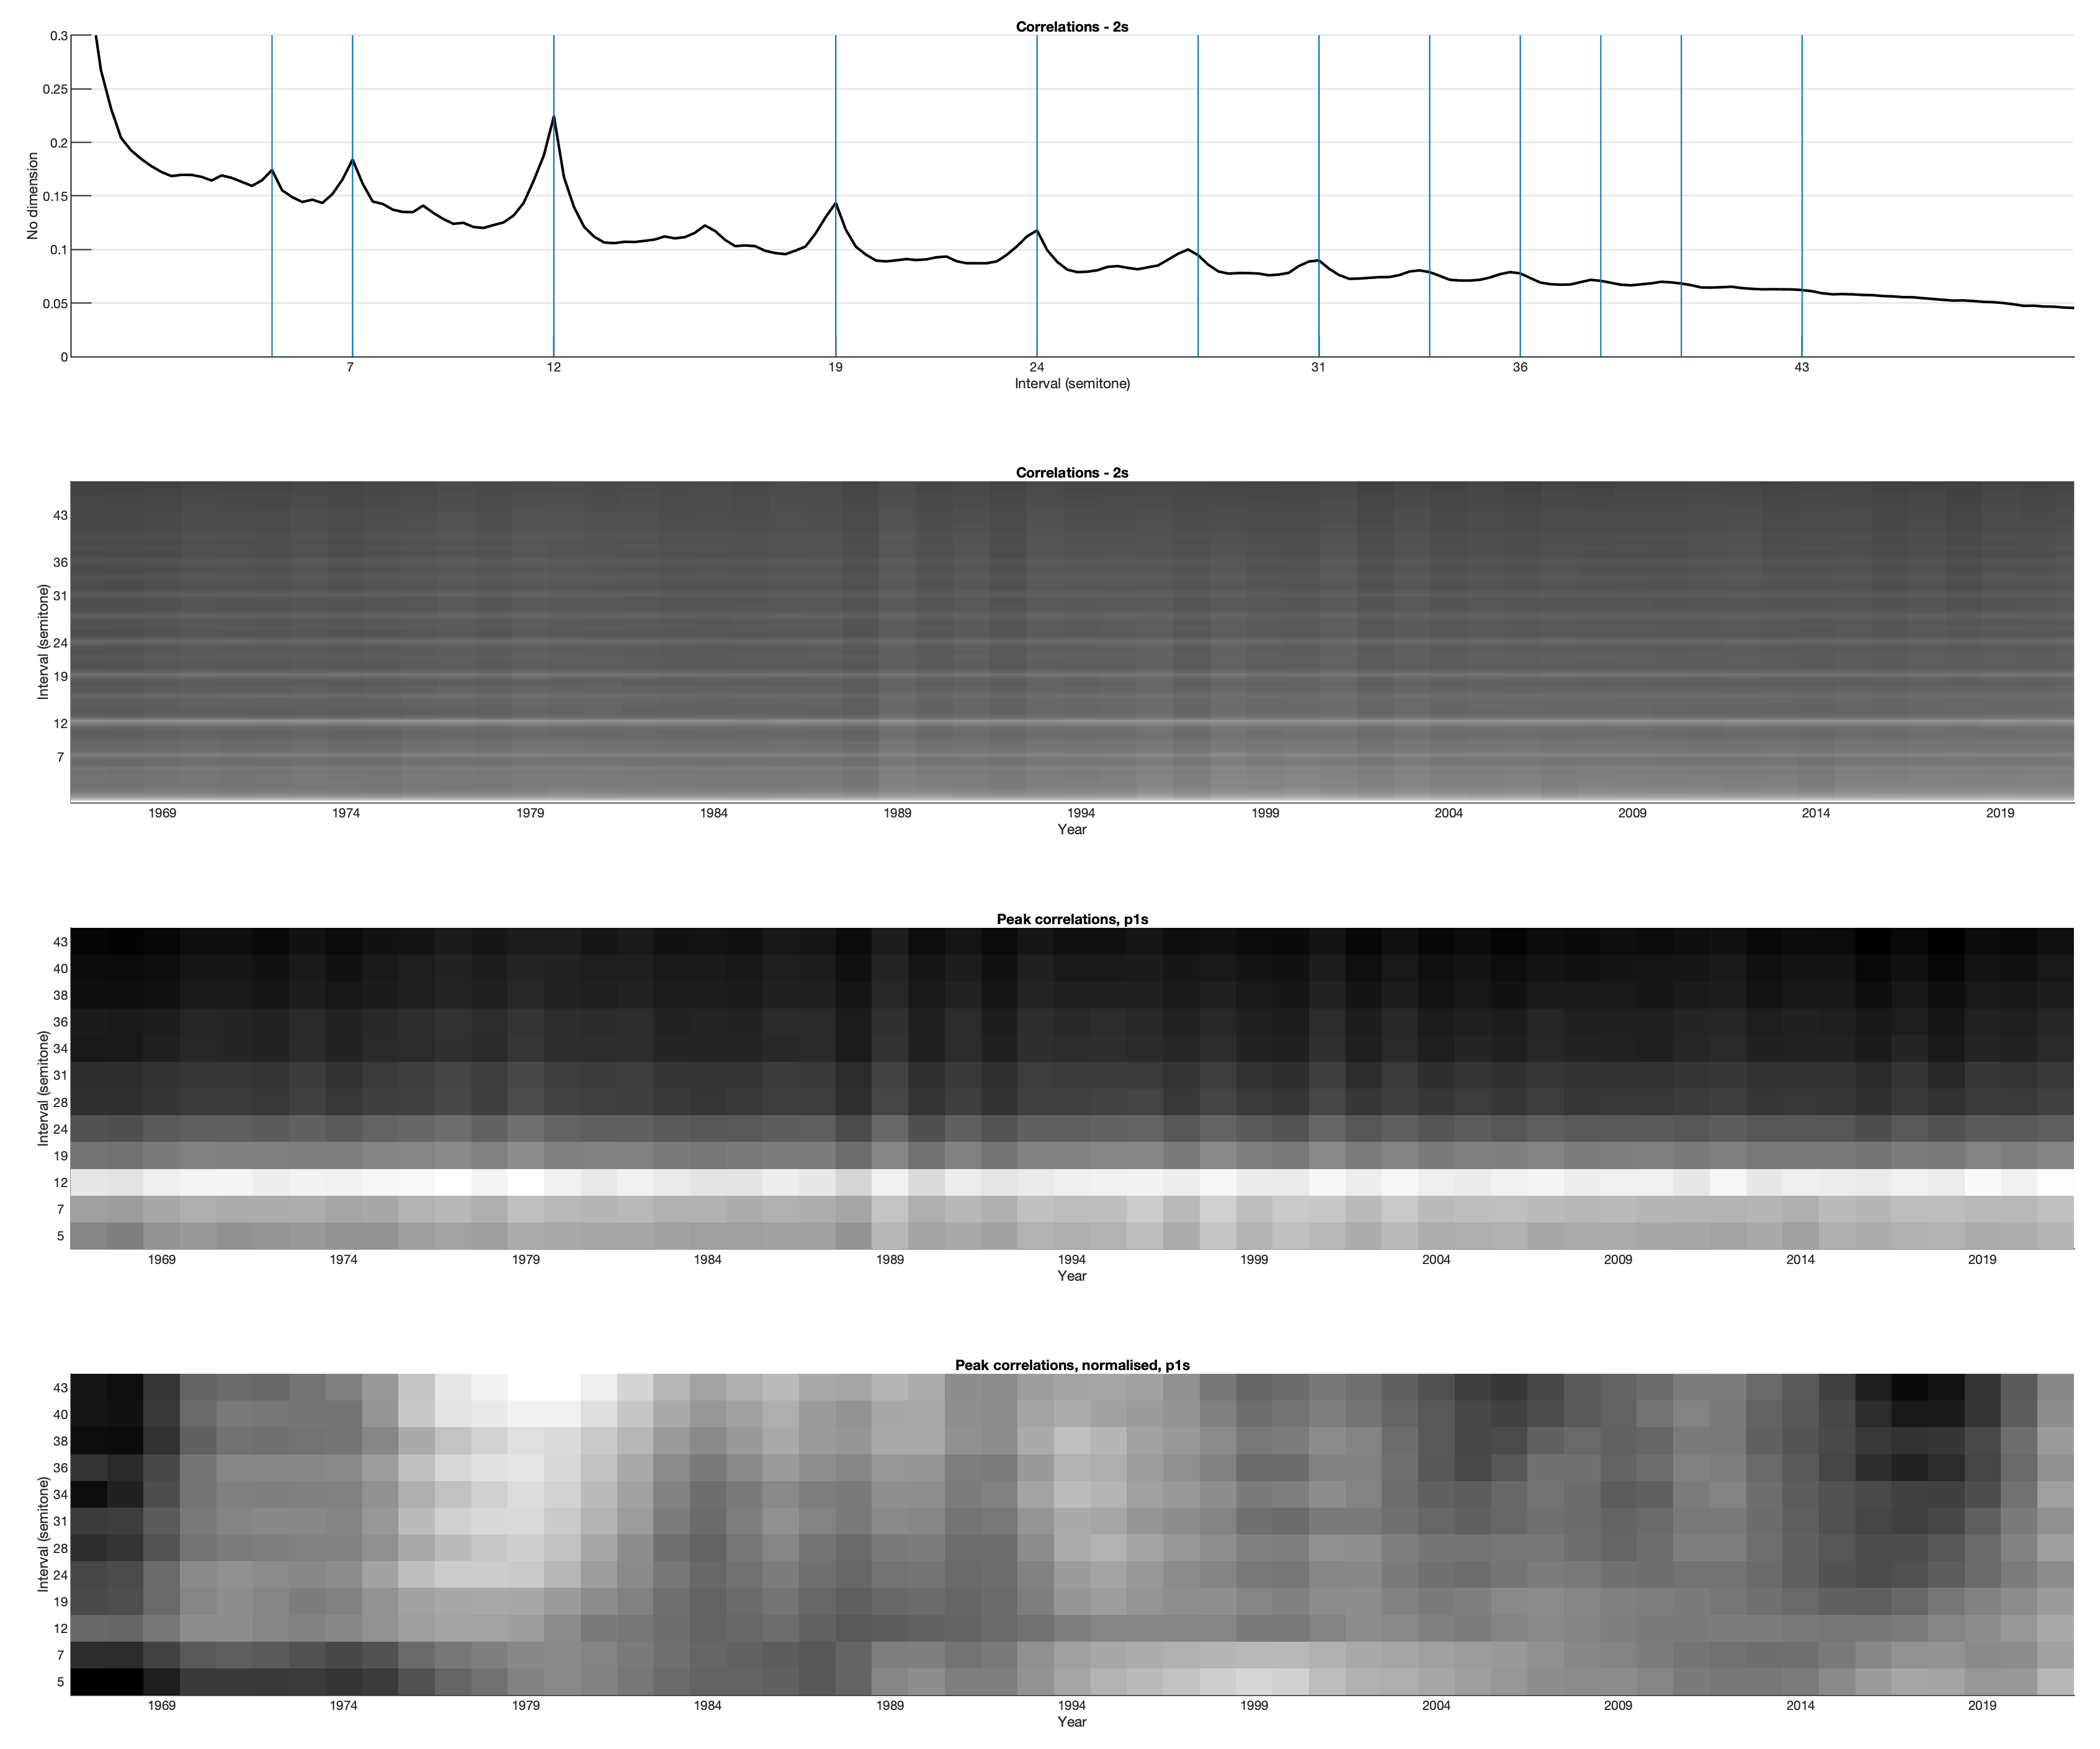 Correlations - 2s
0.3
0.25
0.2
0.15
0.1
0.05
0
No dimension
7 12 19 24 31 36 43
Interval (semitone)
Correlations - 2s
43
36
31
24
19
12
7
Interval (semitone)
1969 1974 1979 1984 1989 1994 1999 2004 2009 2014 2019
Year
Peak correlations, p1s
43
40
38
36
34
31
28
24
19
12
7
5
Interval (semitone)
1969 1974 1979 1984 1989 1994 1999 2004 2009 2014 2019
Year
Peak correlations, normalised, p1s
43
40
38
36
34
31
28
24
19
12
7
5
Interval (semitone)
1969 1974 1979 1984 1989 1994 1999 2004 2009 2014 2019
Year